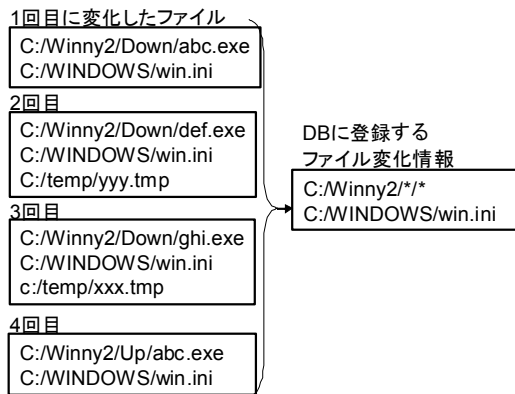 1回目に変化したファイル
C:/Winny2/Down/abc.exe
C:/WINDOWS/win.ini
2回目
C:/Winny2/Down/def.exe
C:/WINDOWS/win.ini
C:/temp/yyy.tmp
3回目
C:/Winny2/Down/ghi.exe
C:/WINDOWS/win.ini
c:/temp/xxx.tmp
4回目
C:/Winny2/Up/abc.exe
C:/WINDOWS/win.ini
DBに登録する
ファイル変化情報
C:/Winny2/*/*
C:/WINDOWS/win.ini